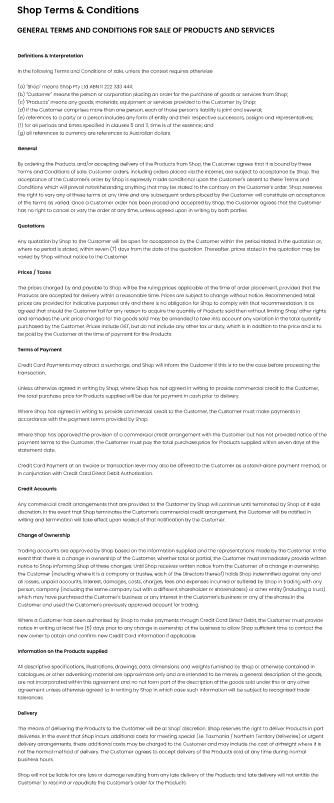 Shop Terms & Conditions
GENERAL TERMS AND CONDITIONS FOR SALE OF PRODUCTS AND SERVICES
Definitions & Interpretation
In the following Terms and Conditions of sale, unless the context requires otherwise
(a) "Shop" means Shop Pty Ltd ABN 11 222 333 444;
(b) "Customer" means the person or corporation placing an order for the purchase of goods or services from Shop;
(c) "Products" means any goods, materials, equipment or services provided to the Customer by Shop;
(d) if the Customer comprises more than one person, each of those person's liability is joint and several;
(e) references to a party or a person includes any form of entity and their respective successors, assigns and representatives;
(f) for all periods and times specified in clauses 5 and 11, time is of the essence; and
(g) all references to currency are references to Australian dollars.
General
By ordering the Products and/or accepting delivery of the Products from Shop, the Customer agrees that it is bound by these
Terms and Conditions of sale. Customer orders, including orders placed via the internet, are subject to acceptance by Shop. The
acceptance of the Customer's order by Shop is expressly made conditional upon the Customer's assent to these Terms and
Conditions which will prevail notwithstanding anything that may be stated to the contrary on the Customer's order. Shop reserves
the right to vary any of these terms at any time and any subsequent orders placed by the Customer will constitute an acceptance
of the terms as varied. Once a Customer order has been placed and accepted by Shop, the Customer agrees that the Customer
has no right to cancel or vary the order at any time, unless agreed upon in writing by both parties.
Quotations
Any quotation by Shop to the Customer will be open for acceptance by the Customer within the period stated in the quotation or,
where no period is stated, within seven (7) days from the date of the quotation. Thereafter, prices stated in the quotation may be
varied by Shop without notice to the Customer.
Prices / Taxes
The prices charged by and payable to Shop will be the ruling prices applicable at the time of order placement, provided that the
Products are accepted for delivery within a reasonable time. Prices are subject to change without notice. Recommended retail
prices are provided for indicative purposes only and there is no obligation for Shop to comply with that recommendation. It is
agreed that should the Customer fail for any reason to acquire the quantity of Products sold then without limiting Shop' other rights
and remedies the unit price charged for the goods sold may be amended to take into account any variation in the total quantity
purchased by the Customer. Prices include GST, but do not include any other tax or duty, which is in addition to the price and is to
be paid by the Customer at the time of payment for the Products.
Terms of Payment
Credit Card Payments may attract a surcharge, and Shop will inform the Customer if this is to be the case before processing the
transaction.
Unless otherwise agreed in writing by Shop, where Shop has not agreed in writing to provide commercial credit to the Customer,
the total purchase price for Products supplied will be due for payment in cash prior to delivery.
Where Shop has agreed in writing to provide commercial credit to the Customer, the Customer must make payments in
accordance with the payment terms provided by Shop.
Where Shop has approved the provision of a commercial credit arrangement with the Customer but has not provided notice of the
payment terms to the Customer, the Customer must pay the total purchase price for Products supplied within seven days of the
statement date.
Credit Card Payment at an invoice or transaction level may also be offered to the Customer as a stand-alone payment method, or
in conjunction with Credit Card Direct Debit Authorisation.
Credit Accounts
Any commercial credit arrangements that are provided to the Customer by Shop will continue until terminated by Shop at it sole
discretion. In the event that Shop terminates the Customer's commercial credit arrangement, the Customer will be notified in
writing and termination will take effect upon receipt of that notification by the Customer.
Change of Ownership
Trading accounts are approved by Shop based on the information supplied and the representations made by the Customer. In the
event that there is a change in ownership of the Customer, whether total or partial, the Customer must immediately provide written
notice to Shop informing Shop of these changes. Until Shop receives written notice from the Customer of a change in ownership,
the Customer (and where it is a company or trustee, each of the Directors thereof) holds Shop indemnified against any and
all losses, unpaid accounts, interest, damages, costs, charges, fees and expenses incurred or suffered by Shop in trading with any
person, company (including the same company but with a different shareholder or shareholders) or other entity (including a trust)
which may have purchased the Customer's business or any interest in the Customer's business or any of the shares in the
Customer and used the Customer's previously approved account for trading.
Where a Customer has been authorised by Shop to make payments through Credit Card Direct Debit, the Customer must provide
notice in writing at least five (5) days prior to any change in ownership of the business to allow Shop sufficient time to contact the
new owner to obtain and confirm new Credit Card information if applicable.
Information on the Products supplied
All descriptive specifications, illustrations, drawings, data, dimensions and weights furnished by Shop or otherwise contained in
catalogues or other advertising material are approximate only and are intended to be merely a general description of the goods,
are not incorporated within this agreement and do not form part of the description of the goods sold under this or any other
agreement unless otherwise agreed to in writing by Shop in which case such information will be subject to recognised trade
tolerances.
Delivery
The means of delivering the Products to the Customer will be at Shop' discretion. Shop reserves the right to deliver Products in part
deliveries. In the event that Shop incurs additional costs for meeting special (i.e. Tasmania / Northern Territory Deliveries) or urgent
delivery arrangements, these additional costs may be charged to the Customer and may include the cost of airfreight where it is
not the normal method of delivery. The Customer agrees to accept delivery of the Products sold at any time during normal
business hours.
Shop will not be liable for any loss or damage resulting from any late delivery of the Products and late delivery will not entitle the
Customer to rescind or repudiate the Customer's order for the Products.